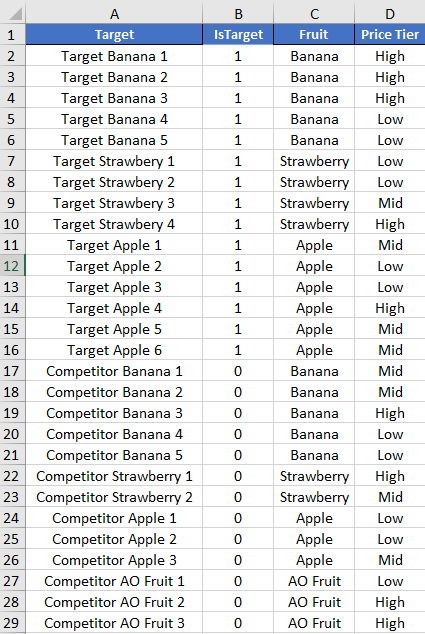 A B C D
1 Target IsTarget Fruit Price Tier
2 Target Banana 1 1 Banana High
3 Target Banana 2 1 Banana High
4 Target Banana 3 1 Banana High
5 Target Banana 4 1 Banana Low
6 Target Banana 5 1 Banana Low
7 Target Strawbery 1 1 Strawberry Low
8 Target Strawbery 2 1 Strawberry Low
9 Target Strawbery 3 1 Strawberry Mid
10 Target Strawbery 4 1 Strawberry High
11 Target Apple 1 1 Apple Mid
12 Target Apple 2 1 Apple Low
13 Target Apple 3 1 Apple Low
14 Target Apple 4 1 Apple High
15 Target Apple 5 1 Apple Mid
16 Target Apple 6 1 Apple Mid
17 Competitor Banana 1 0 Banana Mid
18 Competitor Banana 2 0 Banana Mid
19 Competitor Banana 3 0 Banana High
20 Competitor Banana 4 0 Banana Low
21 Competitor Banana 5 0 Banana Low
22 Competitor Strawberry 1 0 Strawberry High
23 Competitor Strawberry 2 0 Strawberry Mid
24 Competitor Apple 1 0 Apple Low
25 Competitor Apple 2 0 Apple Low
26 Competitor Apple 3 0 Apple Mid
27 Competitor AO Fruit 1 0 AO Fruit Low
28 Competitor AO Fruit 2 0 AO Fruit High
29 Competitor AO Fruit 3 0 AO Fruit High